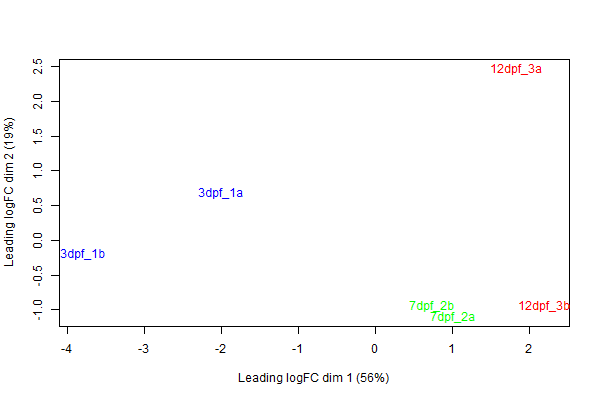 2.5
2.0
1.5
1.0
0.5
0.0
-0.5
-1.0
Leading logFC dim 2 (19%)
12dpf_3a
3dpf_1a
3dpf_1b
7dpf_2b
12dpf_3b
7dpf_2a
-4 -3 -2 -1 0 1 2
Leading logFC dim 1 (56%)